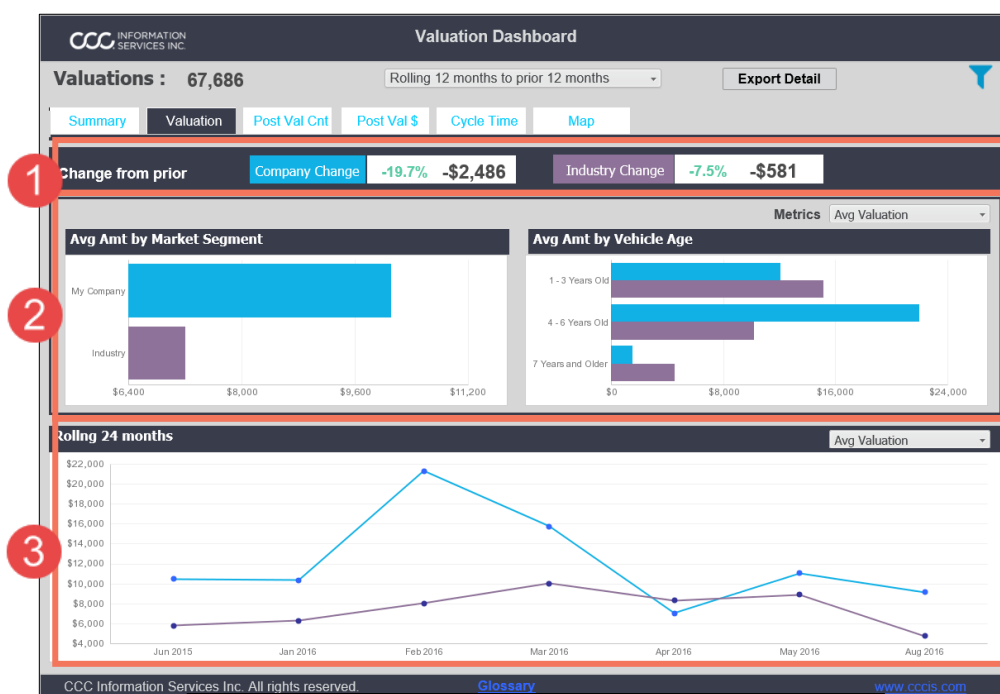 CCC INFORMATION SERVICES INC.
Valuation Dashboard
Valuations : 67,686
Rolling 12 months to prior 12 months
Export Detail
Summary Valuation Post Val Cnt Post Val $ Cycle Time Map
1
Change from prior Company Change -19.7% -$2,486 Industry Change -7.5% -$581
Metrics Avg Valuation
2
Avg Amt by Market Segment
My Company
Industry
$6,400 $8,000 $9,600 $11,200
Avg Amt by Vehicle Age
1 - 3 Years Old
4 - 6 Years Old
7 Years and Older
$0 $8,000 $16,000 $24,000
3
Rollng 24 months Avg Valuation
$22,000
$20,000
$18,000
$16,000
$14,000
$12,000
$10,000
$8,000
$6,000
$4,000
Jun 2015 Jan 2016 Feb 2016 Mar 2016 Apr 2016 May 2016 Aug 2016
CCC Information Services Inc. All rights reserved. Glossary www.cccis.com